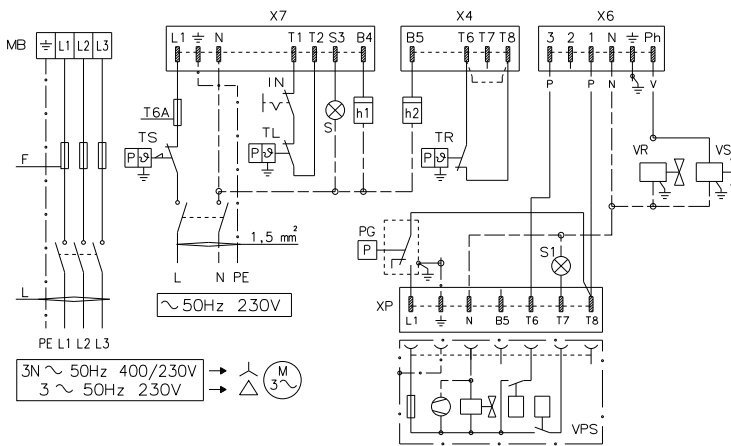 X7
X4
X6
MB
L1
L2
L3
L1
N
T1
T2
S3
B4
B5
T6
T7
T8
3
2
1
N
Ph
P
P
N
V
IN
T6A
S
h1
h2
TS
P
TL
P
TR
P
VR
VS
F
PG
P
1,5 mm²
S1
L
N
PE
L
XP
L1
N
B5
T6
T7
T8
∼ 50Hz 230V
PE
L1
L2
L3
3N ∼ 50Hz 400/230V
3 ∼ 50Hz 230V
M
3∼
VPS